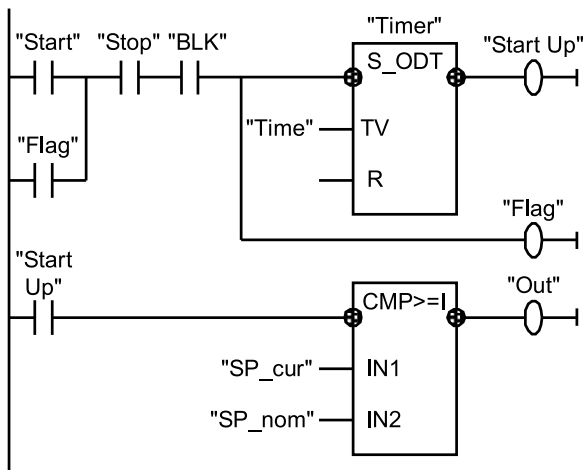 "Timer"
"Start" "Stop" "BLK" S_ODT "Start Up"
"Time" TV
"Flag" R
"Flag"
"Start
Up" CMP>=I "Out"
"SP_cur" IN1
"SP_nom" IN2